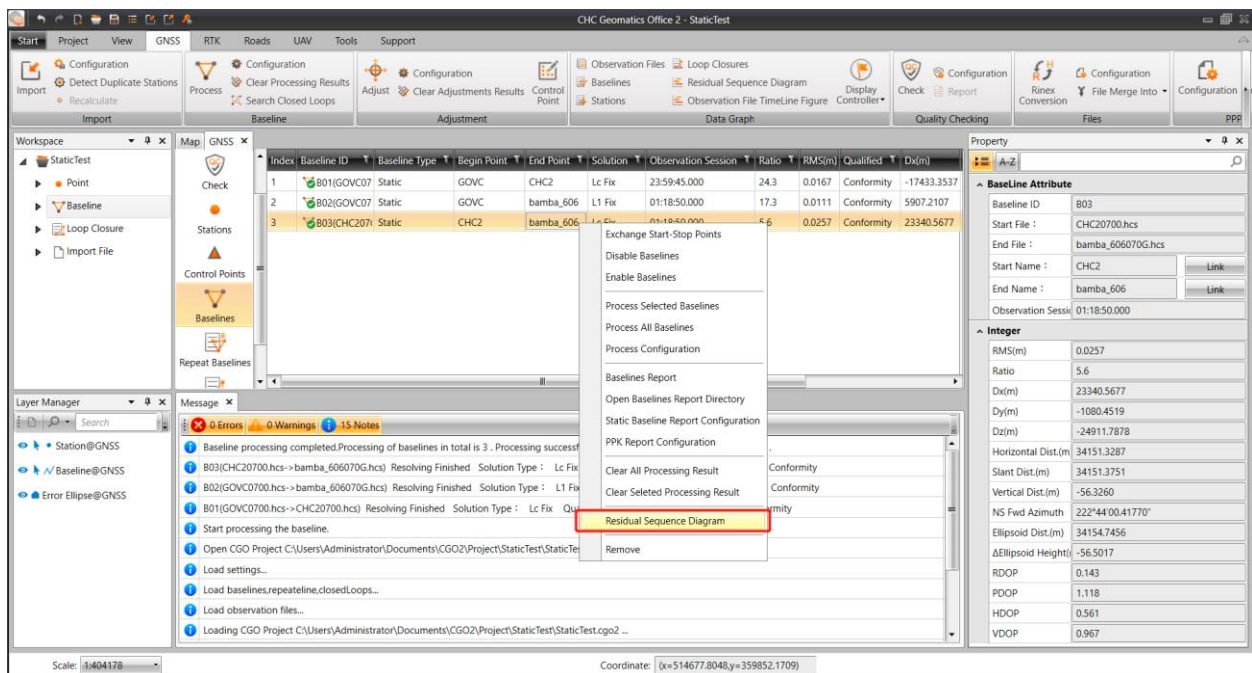 CHC Geomatics Office 2 - StaticTest
Start Project View GNSS RTK Roads UAV Tools Support
Import
Configuration
Detect Duplicate Stations
Recalculate
Import
Process
Configuration
Clear Processing Results
Search Closed Loops
Baseline
Adjust
Configuration
Clear Adjustments Results
Control Point
Adjustment
Observation Files
Baselines
Stations
Loop Closures
Residual Sequence Diagram
Observation File TimeLine Figure
Display Controller
Data Graph
Check
Configuration
Report
Quality Checking
Rinex Conversion
Configuration
File Merge Into
Files
Configuration
PPP
Workspace
StaticTest
Point
Baseline
Loop Closure
Import File
Map GNSS
Check
Stations
Control Points
Baselines
Repeat Baselines
Index Baseline ID Baseline Type Begin Point End Point Solution Observation Session Ratio RMS(m) Qualified Dx(m)
1 B01(GOVC07 Static GOVC CHC2 Lc Fix 23:59:45.000 24.3 0.0167 Conformity -17433.3537
2 B02(GOVC07 Static GOVC bamba_606 L1 Fix 01:18:50.000 17.3 0.0111 Conformity 5907.2107
3 B03(CHC207( Static CHC2 bamba_606 Lc Fix 01:18:50.000 5.6 0.0257 Conformity 23340.5677
Exchange Start-Stop Points
Disable Baselines
Enable Baselines
Process Selected Baselines
Process All Baselines
Process Configuration
Baselines Report
Open Baselines Report Directory
Static Baseline Report Configuration
PPK Report Configuration
Clear All Processing Result
Clear Seleted Processing Result
Residual Sequence Diagram
Remove
Layer Manager
Search
Station@GNSS
Baseline@GNSS
Error Ellipse@GNSS
Message
0 Errors 0 Warnings 15 Notes
Baseline processing completed.Processing of baselines in total is 3 . Processing successf .
B03(CHC20700.hcs->bamba_606070G.hcs) Resolving Finished Solution Type : Lc Fix Conformity
B02(GOVC0700.hcs->bamba_606070G.hcs) Resolving Finished Solution Type : L1 Fix Conformity
B01(GOVC0700.hcs->CHC20700.hcs) Resolving Finished Solution Type : Lc Fix Qu rmity
Start processing the baseline.
Open CGO Project C:\Users\Administrator\Documents\CGO2\Project\StaticTest\StaticTes
Load settings...
Load baselines,repeateline,closedLoops...
Load observation files...
Loading CGO Project C:\Users\Administrator\Documents\CGO2\Project\StaticTest\StaticTest.cgo2 ...
Property
A-Z
BaseLine Attribute
Baseline ID B03
Start File : CHC20700.hcs
End File : bamba_606070G.hcs
Start Name : CHC2 Link
End Name : bamba_606 Link
Observation Sessic 01:18:50.000
Integer
RMS(m) 0.0257
Ratio 5.6
Dx(m) 23340.5677
Dy(m) -1080.4519
Dz(m) -24911.7878
Horizontal Dist.(m 34151.3287
Slant Dist.(m) 34151.3751
Vertical Dist.(m) -56.3260
NS Fwd Azimuth 222°44'00.41770"
Ellipsoid Dist.(m) 34154.7456
ΔEllipsoid Height(r -56.5017
RDOP 0.143
PDOP 1.118
HDOP 0.561
VDOP 0.967
Scale: 1:404178
Coordinate: (x=514677.8048,y=359852.1709)